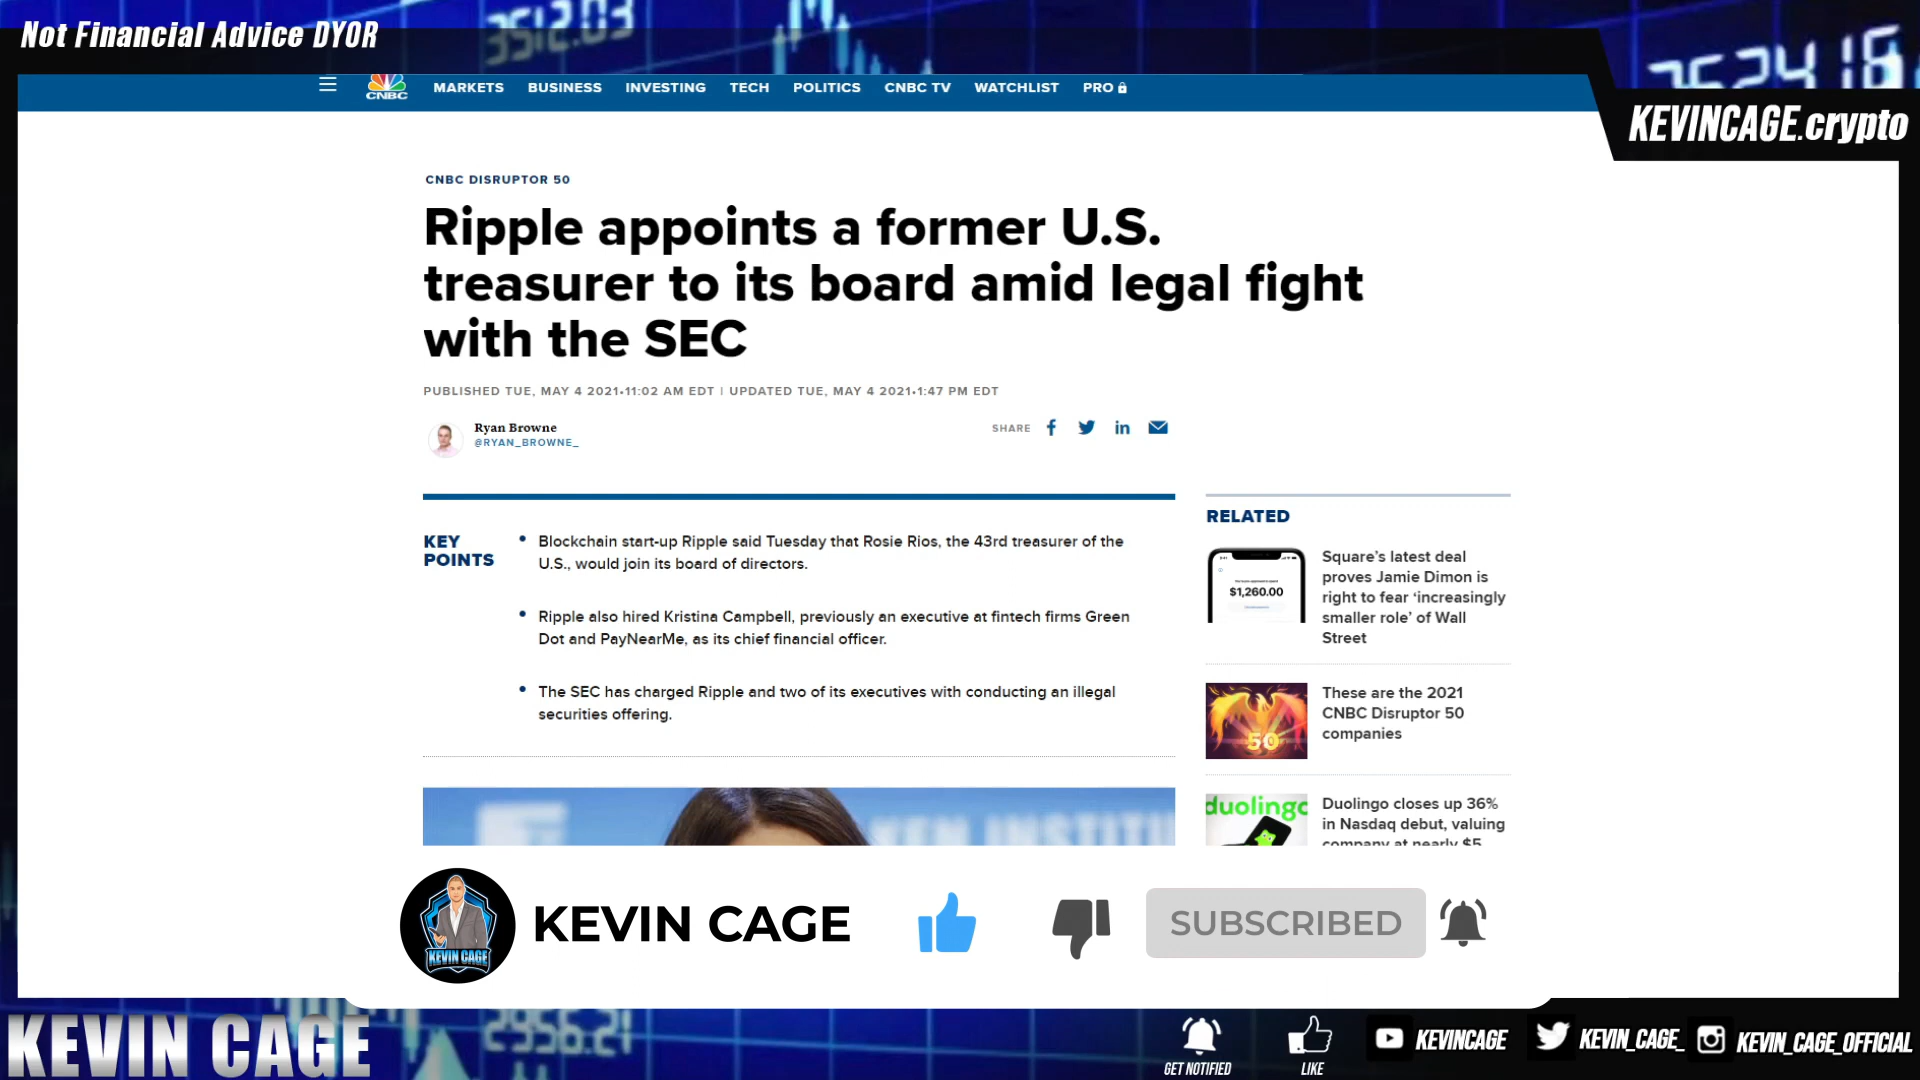 Not Financial Advice DYOR
3512.03
KEVINCAGE.crypto
CNBC
MARKETS BUSINESS INVESTING TECH POLITICS CNBC TV WATCHLIST PRO
CNBC DISRUPTOR 50
Ripple appoints a former U.S.
treasurer to its board amid legal fight
with the SEC
PUBLISHED TUE, MAY 4 2021•11:02 AM EDT | UPDATED TUE, MAY 4 2021•1:47 PM EDT
Ryan Browne
@RYAN_BROWNE_
SHARE
KEY
POINTS
• Blockchain start-up Ripple said Tuesday that Rosie Rios, the 43rd treasurer of the
U.S., would join its board of directors.
• Ripple also hired Kristina Campbell, previously an executive at fintech firms Green
Dot and PayNearMe, as its chief financial officer.
• The SEC has charged Ripple and two of its executives with conducting an illegal
securities offering.
RELATED
$1,260.00
Square’s latest deal
proves Jamie Dimon is
right to fear ‘increasingly
smaller role’ of Wall
Street
50
These are the 2021
CNBC Disruptor 50
companies
duolingo
Duolingo closes up 36%
in Nasdaq debut, valuing
company at nearly $5
KEVIN CAGE
KEVIN CAGE
SUBSCRIBED
KEVIN CAGE
2956.21
GET NOTIFIED
LIKE
KEVINCAGE
KEVIN_CAGE_
KEVIN_CAGE_OFFICIAL